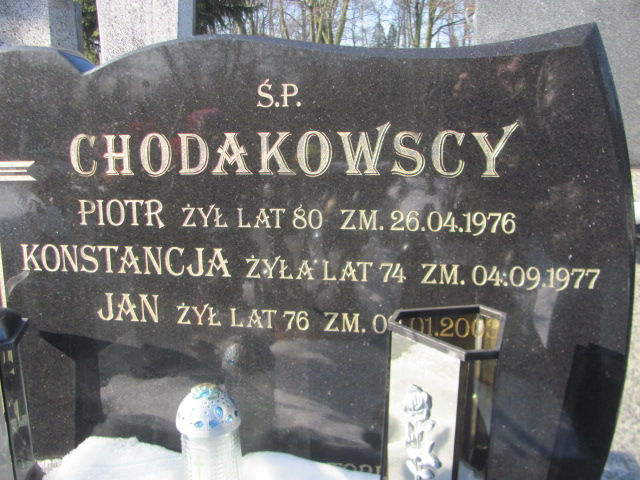 Ś.P.
CHODAKOWSCY
PIOTR ŻYŁ LAT 80 ZM. 26.04.1976
KONSTANCJA ŻYŁA LAT 74 ZM. 04.09.1977
JAN ŻYŁ LAT 76 ZM.